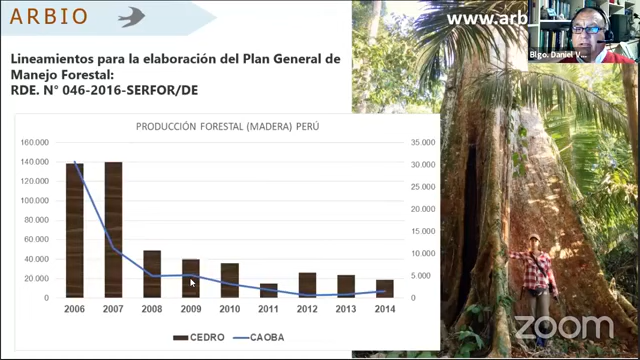 ARBIO
www.arb
Blgo. Daniel V...
Lineamientos para la elaboración del Plan General de
Manejo Forestal:
RDE. N° 046-2016-SERFOR/DE
PRODUCCIÓN FORESTAL (MADERA) PERÚ
160.000
140.000
120.000
100.000
80.000
60.000
40.000
20.000
0
35.000
30.000
25.000
20.000
15.000
10.000
5.000
0
2006 2007 2008 2009 2010 2011 2012 2013 2014
CEDRO CAOBA
zoom